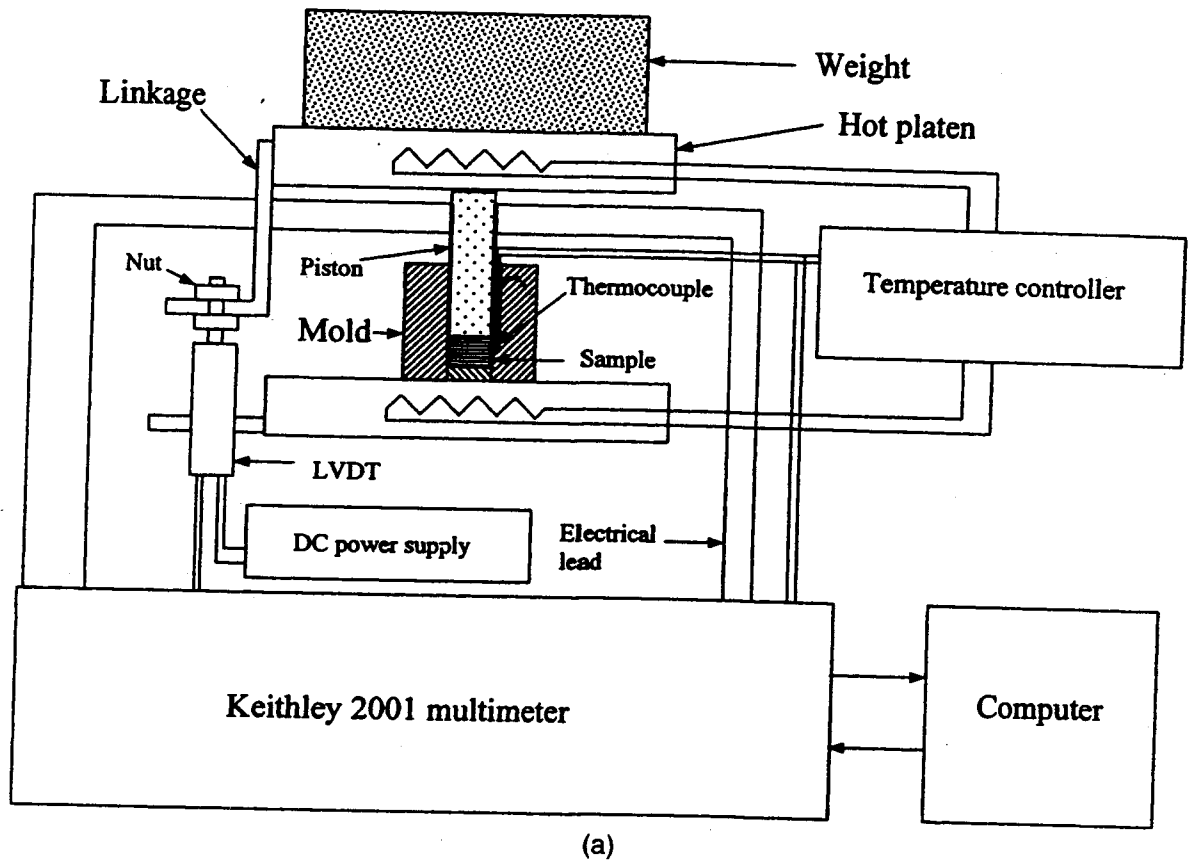 Weight
Linkage
Hot platen
Nut
Piston
Thermocouple
Temperature controller
Mold
Sample
LVDT
DC power supply
Electrical
lead
Keithley 2001 multimeter
Computer
(a)